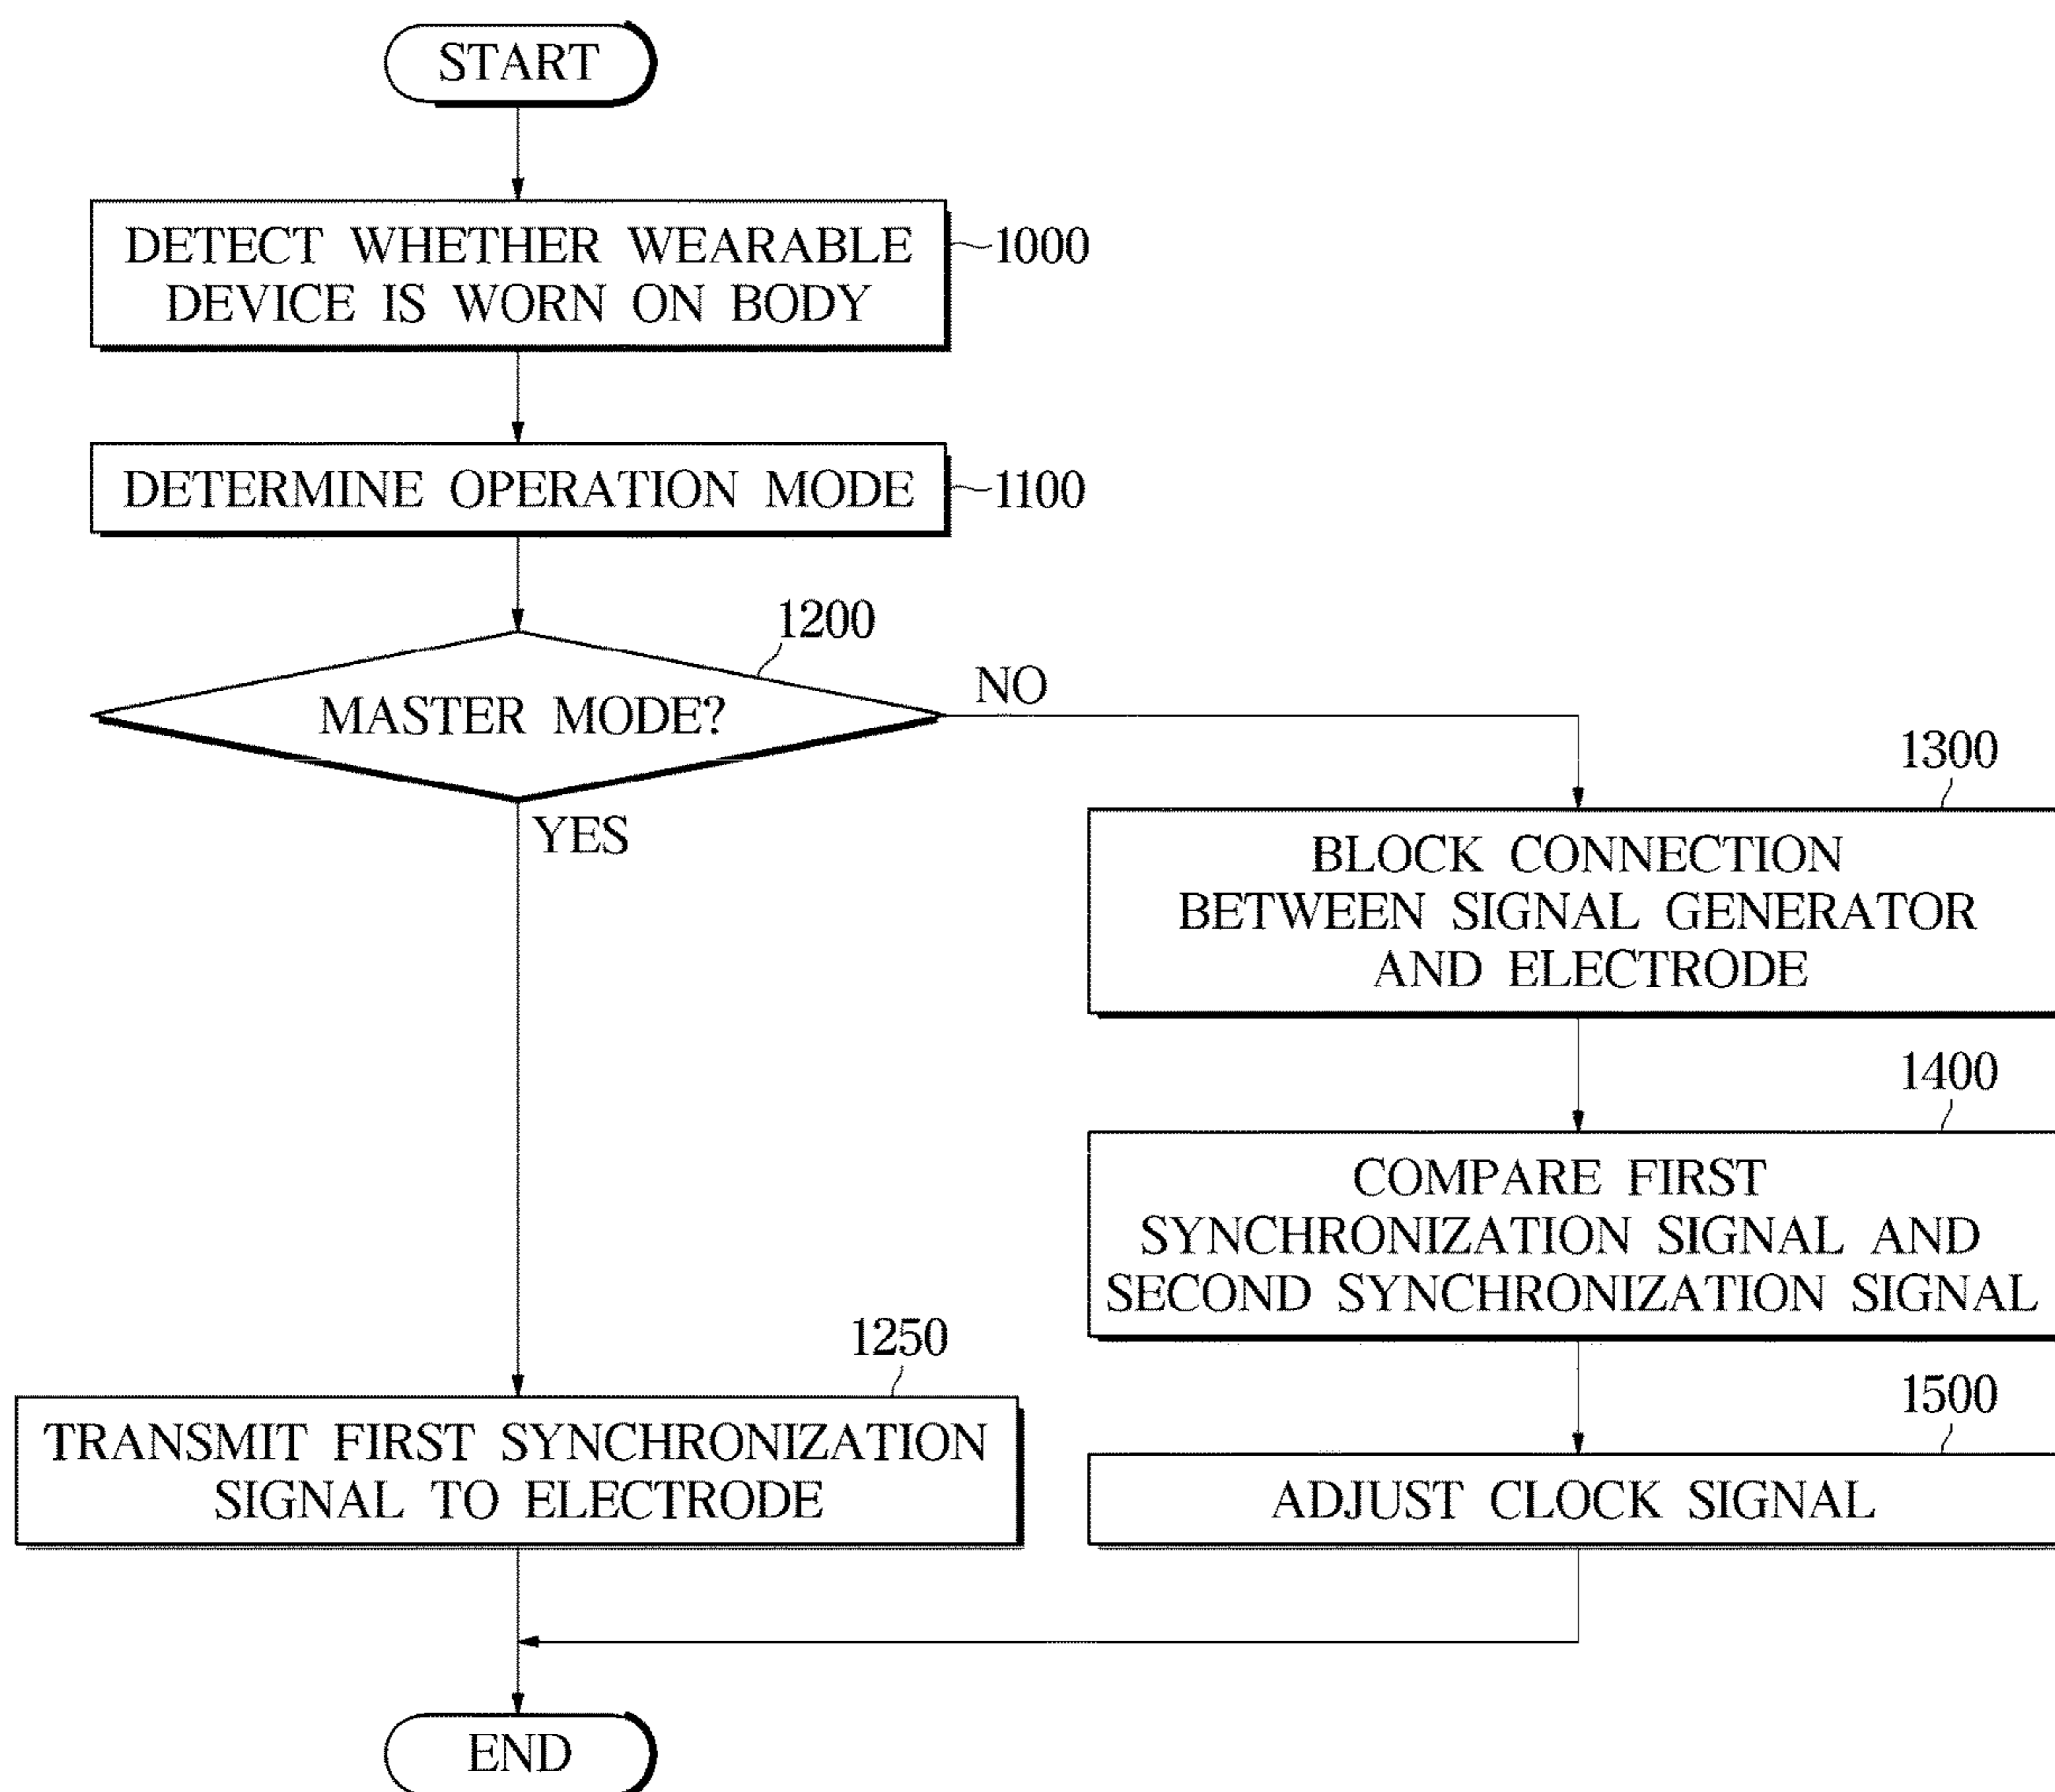 START
DETECT WHETHER WEARABLE
DEVICE IS WORN ON BODY
1000
DETERMINE OPERATION MODE
1100
1200
MASTER MODE?
NO
YES
1300
BLOCK CONNECTION
BETWEEN SIGNAL GENERATOR
AND ELECTRODE
1400
COMPARE FIRST
SYNCHRONIZATION SIGNAL AND
SECOND SYNCHRONIZATION SIGNAL
1250
TRANSMIT FIRST SYNCHRONIZATION
SIGNAL TO ELECTRODE
1500
ADJUST CLOCK SIGNAL
END